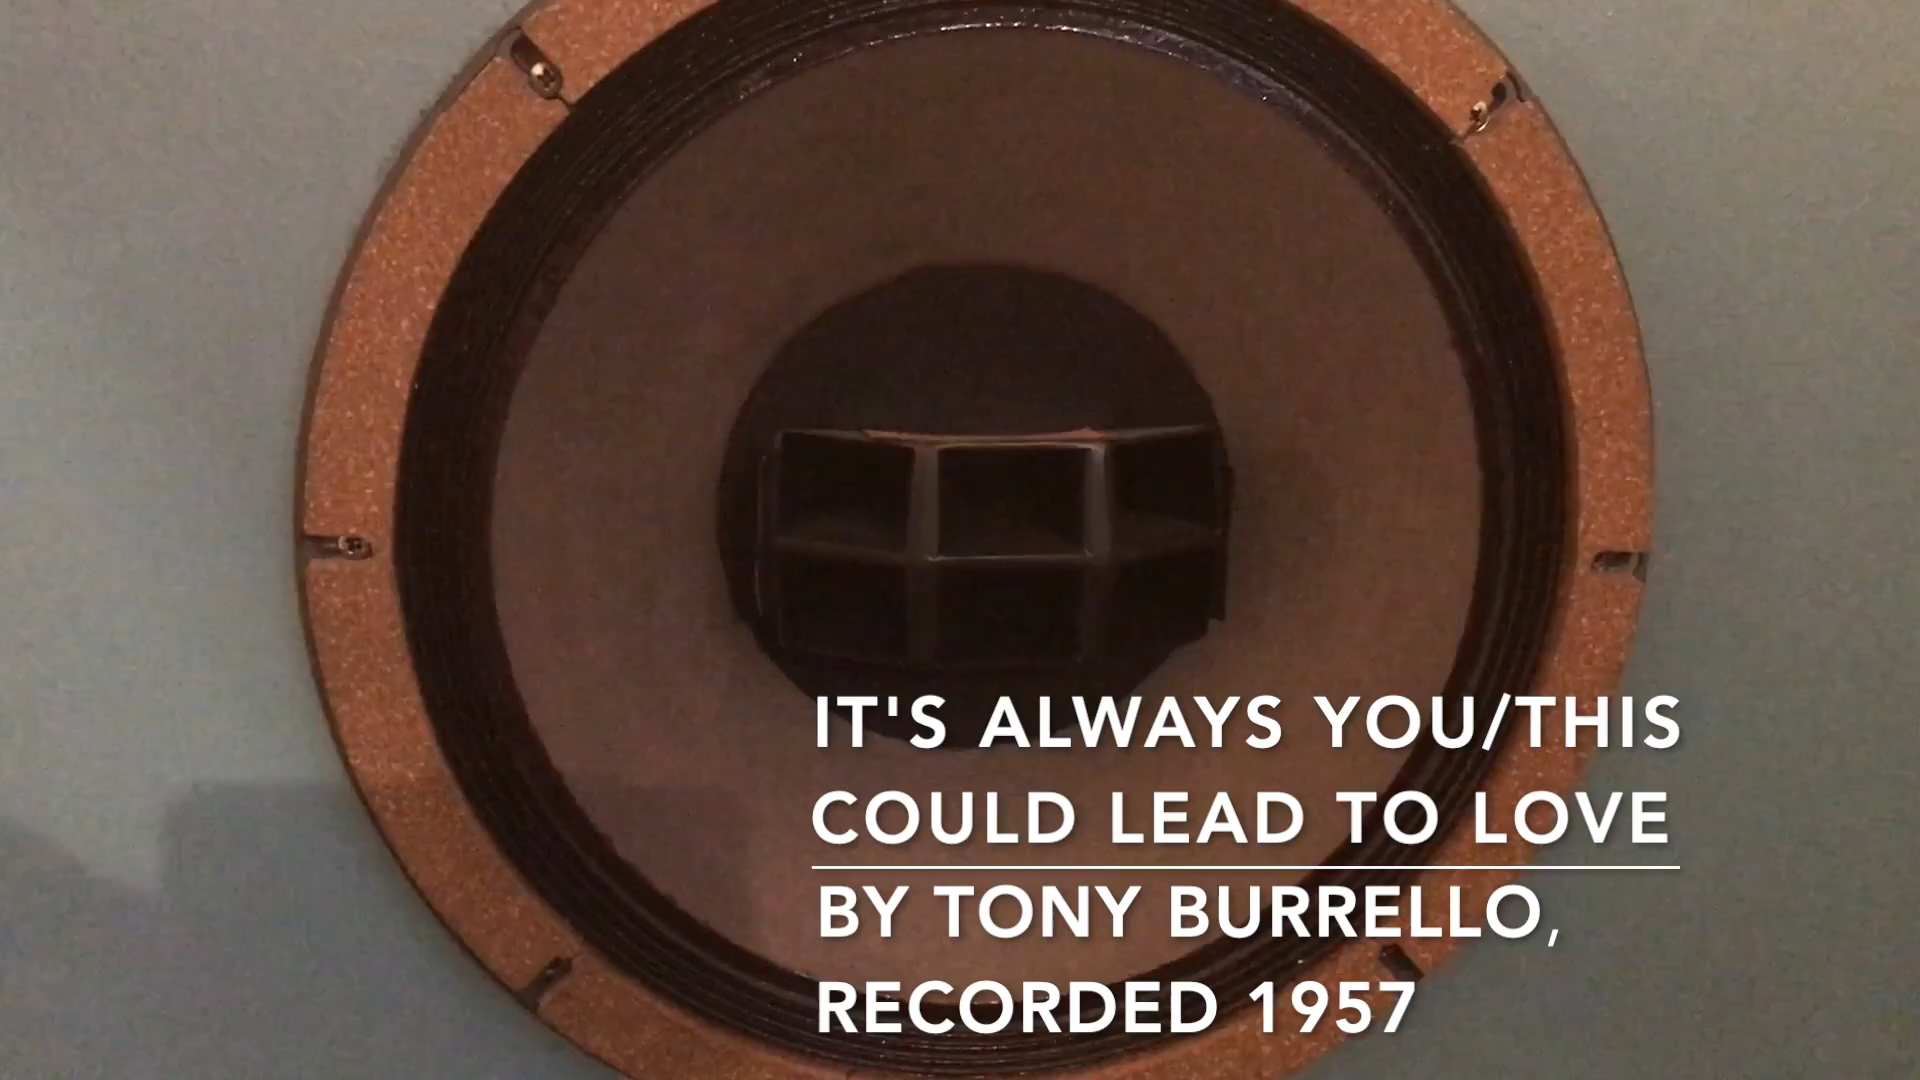 IT'S ALWAYS YOU/THIS
COULD LEAD TO LOVE
BY TONY BURRELLO,
RECORDED 1957